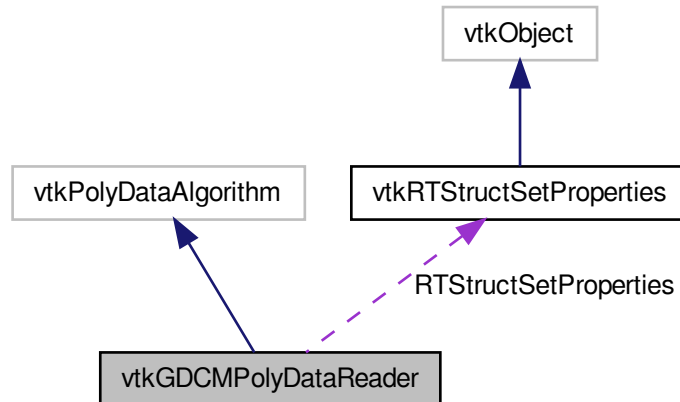 vtkObject
vtkPolyDataAlgorithm
vtkRTStructSetProperties
RTStructSetProperties
vtkGDCMPolyDataReader